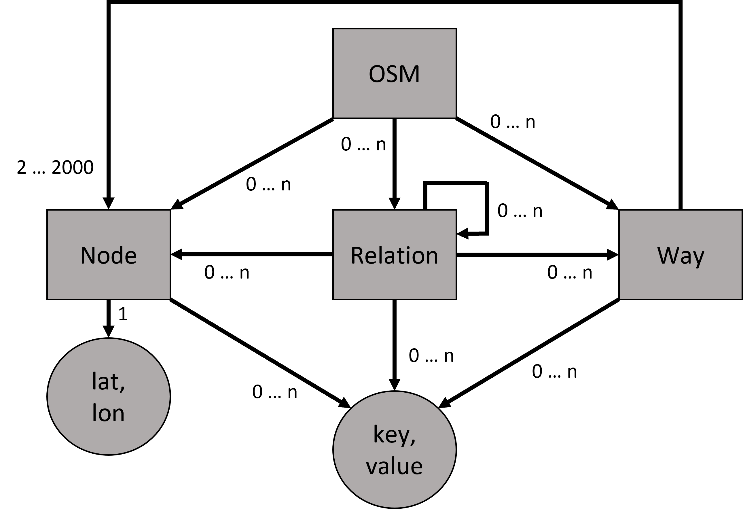 OSM
0 ... n
0 ... n
0 ... n
2 ... 2000
0 ... n
Node
Relation
Way
0 ... n
0 ... n
1
0 ... n
0 ... n
0 ... n
lat,
lon
key,
value